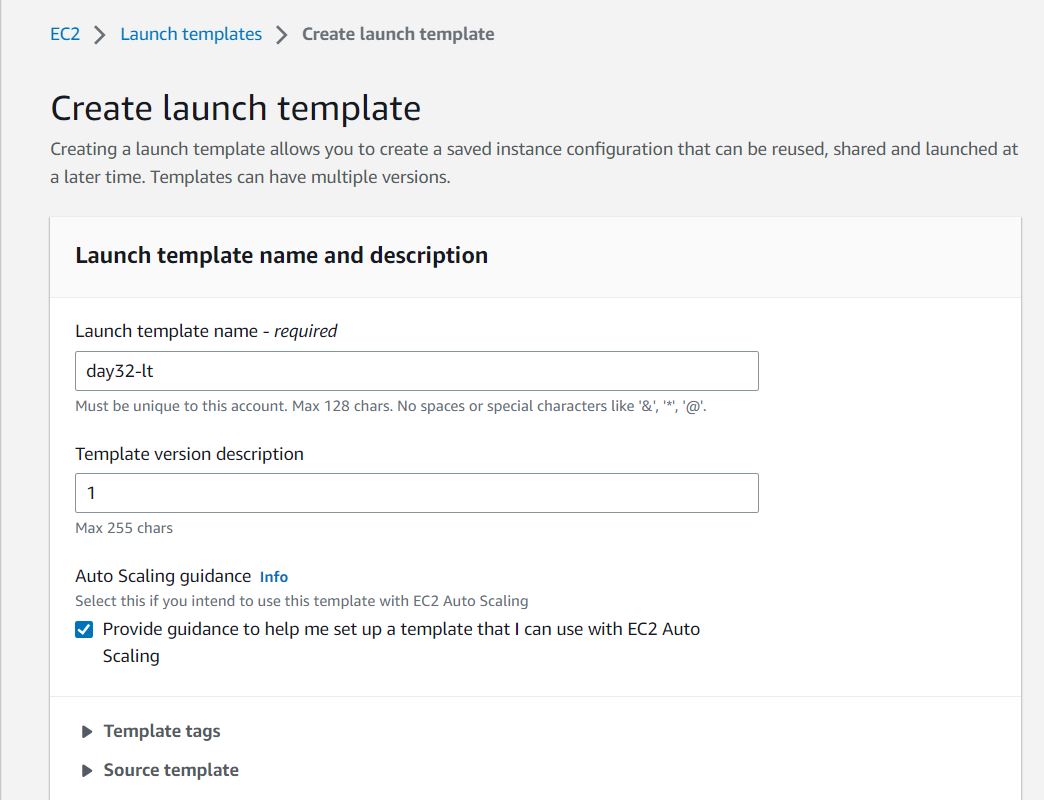 EC2 > Launch templates > Create launch template
Create launch template
Creating a launch template allows you to create a saved instance configuration that can be reused, shared and launched at
a later time. Templates can have multiple versions.
Launch template name and description
Launch template name - required
day32-lt
Must be unique to this account. Max 128 chars. No spaces or special characters like '&', '*', '@'.
Template version description
1
Max 255 chars
Auto Scaling guidance Info
Select this if you intend to use this template with EC2 Auto Scaling
Provide guidance to help me set up a template that I can use with EC2 Auto
Scaling
Template tags
Source template